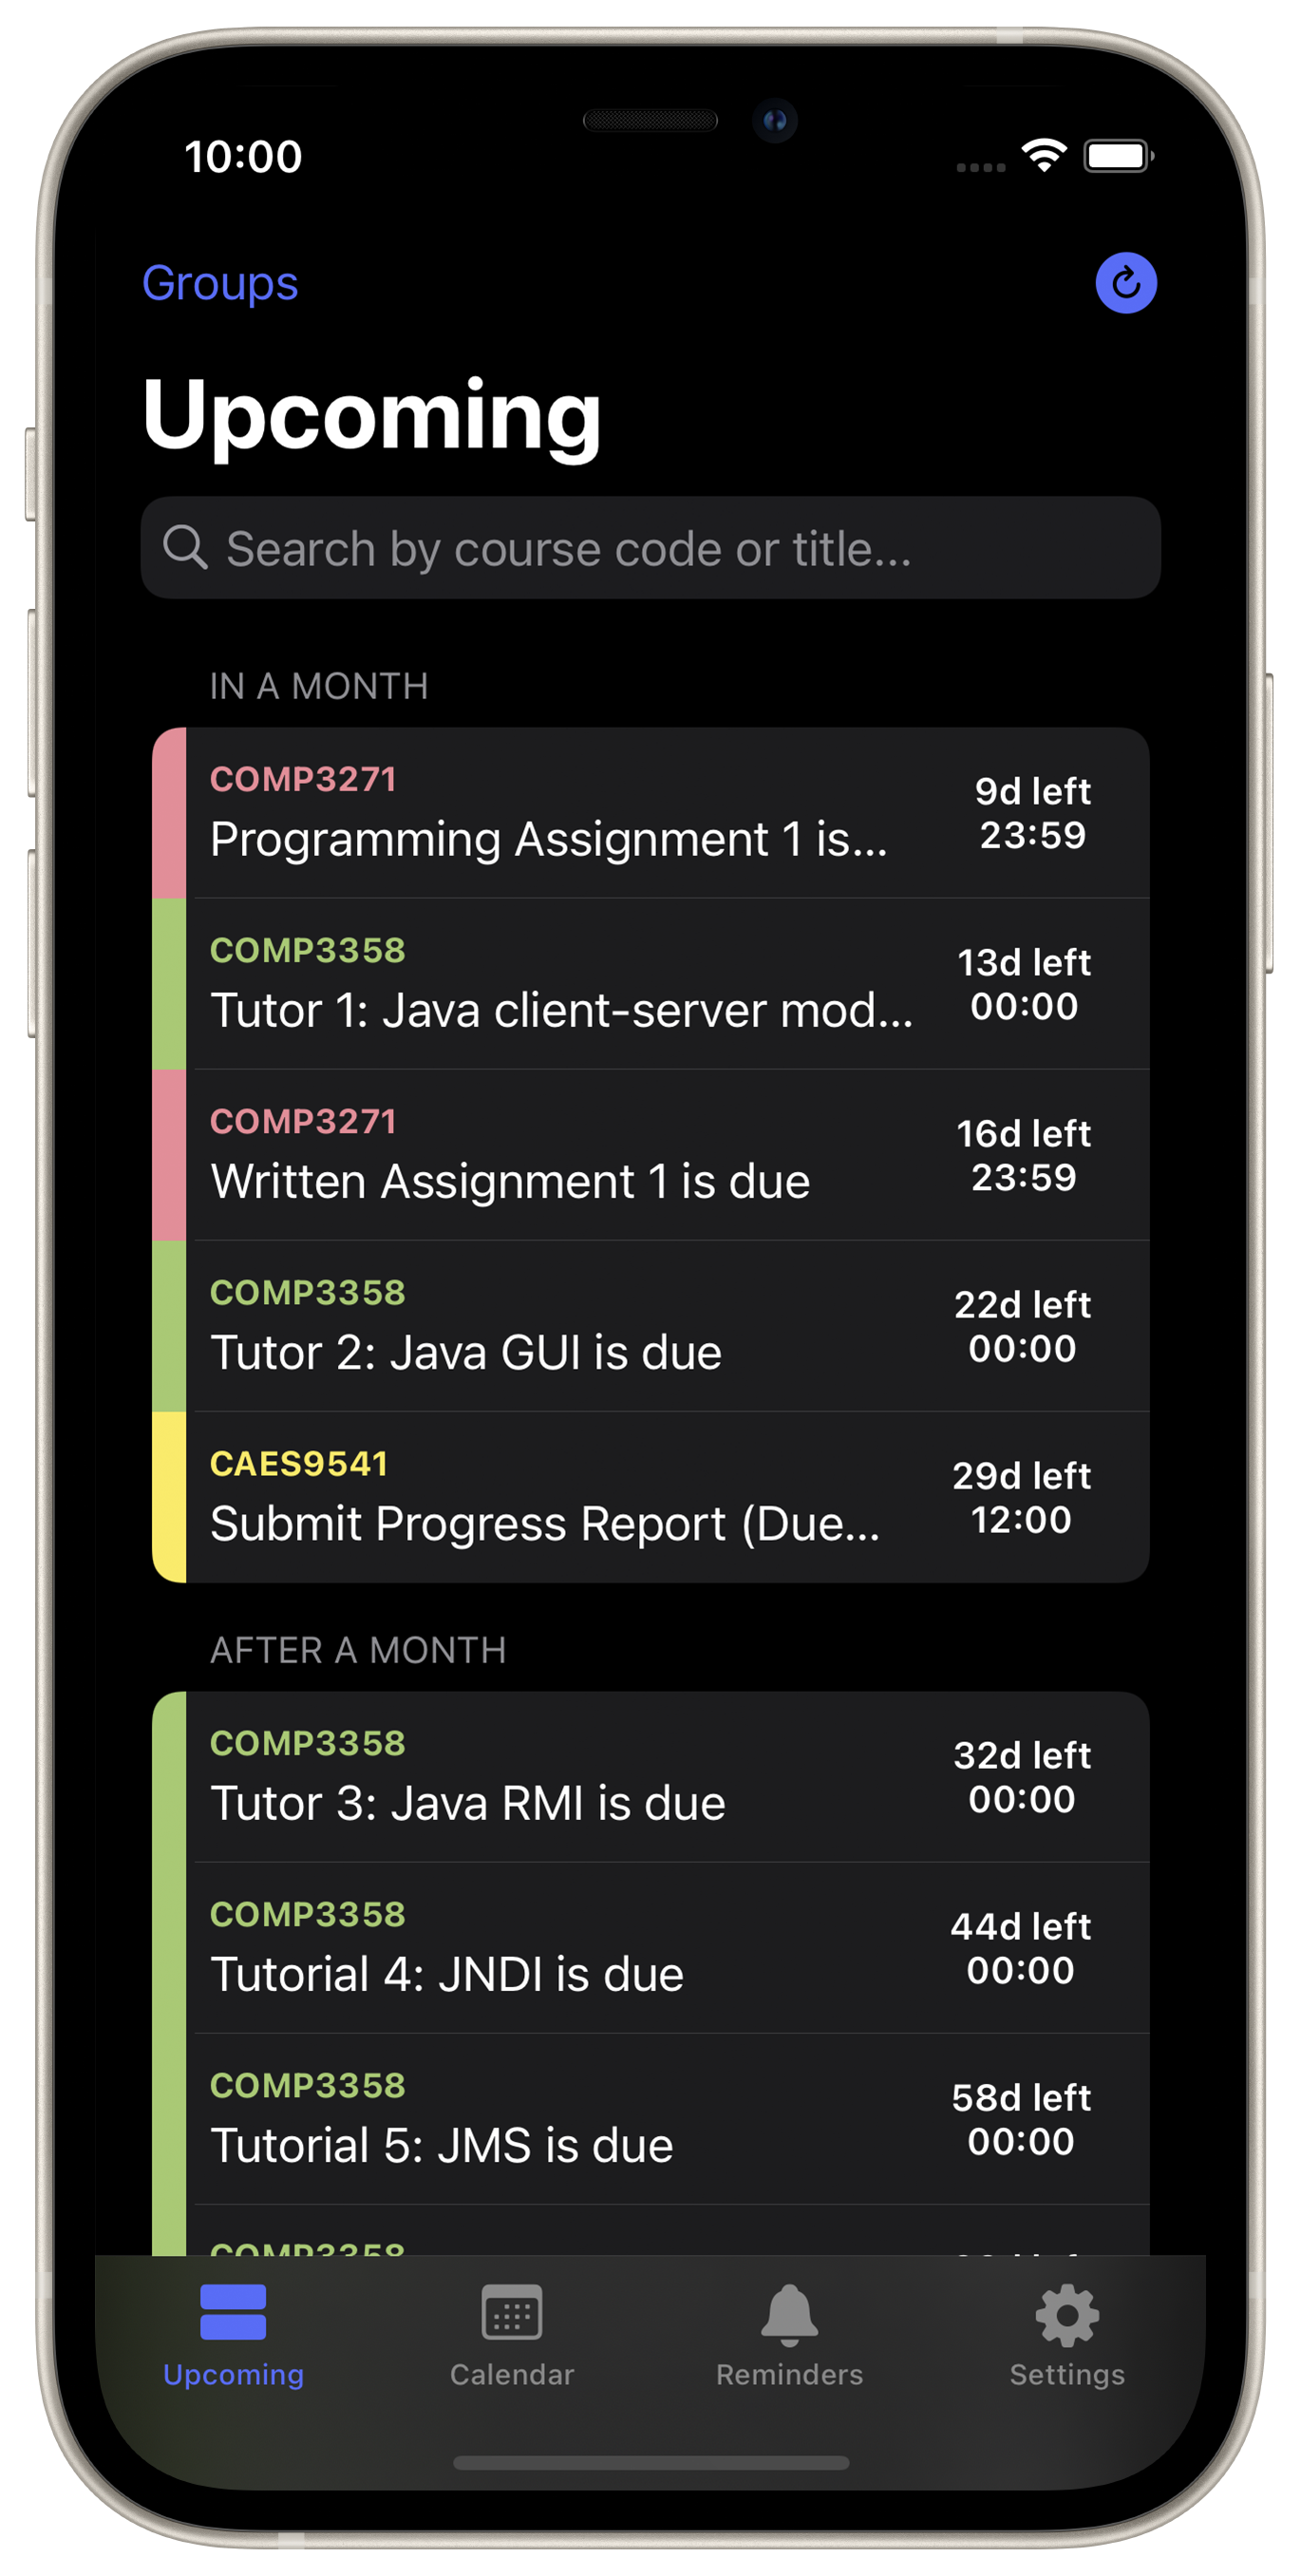 10:00
Groups
Upcoming
Search by course code or title...
IN A MONTH
COMP3271
Programming Assignment 1 is...
9d left
23:59
COMP3358
Tutor 1: Java client-server mod...
13d left
00:00
COMP3271
Written Assignment 1 is due
16d left
23:59
COMP3358
Tutor 2: Java GUI is due
22d left
00:00
CAES9541
Submit Progress Report (Due...
29d left
12:00
AFTER A MONTH
COMP3358
Tutor 3: Java RMI is due
32d left
00:00
COMP3358
Tutorial 4: JNDI is due
44d left
00:00
COMP3358
Tutorial 5: JMS is due
58d left
00:00
COMP3358
Upcoming
Calendar
Reminders
Settings